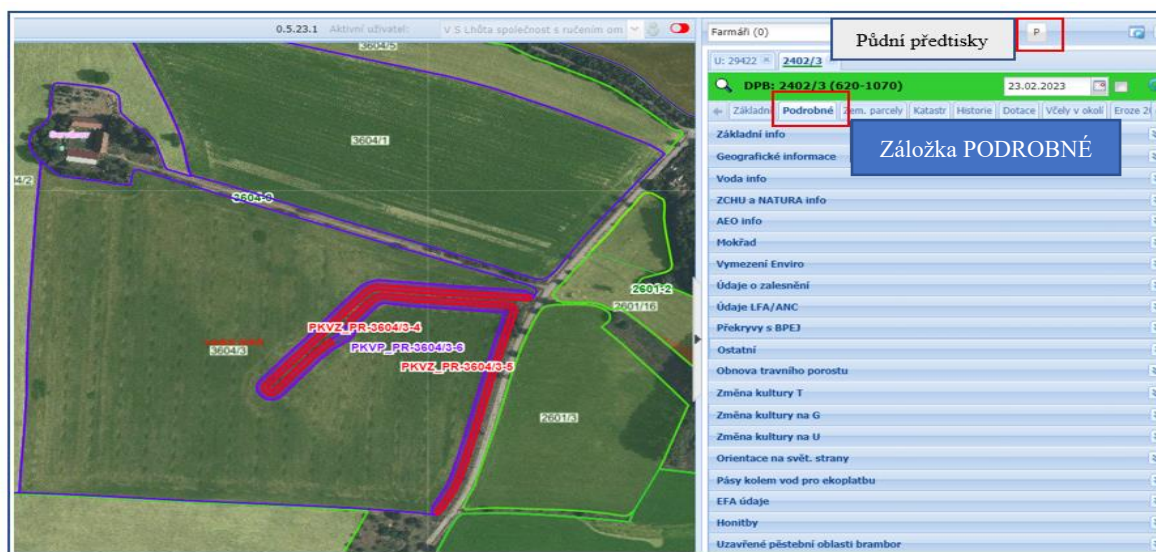 0.5.23.1 Aktivní uživatel: V S Lhůta společnost s ručením om
Farmáři (0)
Půdní předtisky
P
U: 29422
2402/3
DPB: 2402/3 (620-1070)
23.02.2023
Základní
Podrobné
Zem. parcely
Katastr
Historie
Dotace
Včely v okolí
Eroze
Záložka PODROBNÉ
Základní info
Geografické informace
Voda info
ZCHU a NATURA info
AEO info
Mokřad
Vymezení Enviro
Údaje o zalesnění
Údaje LFA/ANC
Překryvy s BPEJ
Ostatní
Obnova travního porostu
Změna kultury T
Změna kultury na G
Změna kultury na U
Orientace na svět. strany
Pásy kolem vod pro ekoplatbu
EFA údaje
Honitby
Uzavřené pěstební oblasti brambor
3604/5
3604/1
3604-9
2601-2
2601/16
PKVZ_PR-3604/3-4
PKVP_PR-3604/3-6
3604/3
PKVZ_PR-3604/3-5
2601/3